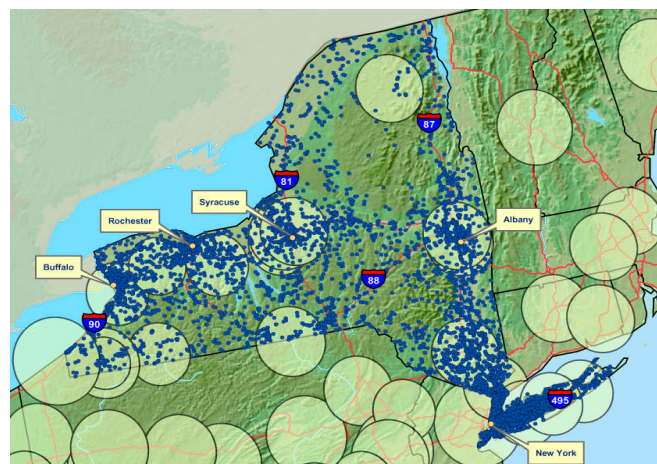 87
81
Syracuse
Rochester
Albany
Buffalo
88
90
495
New York